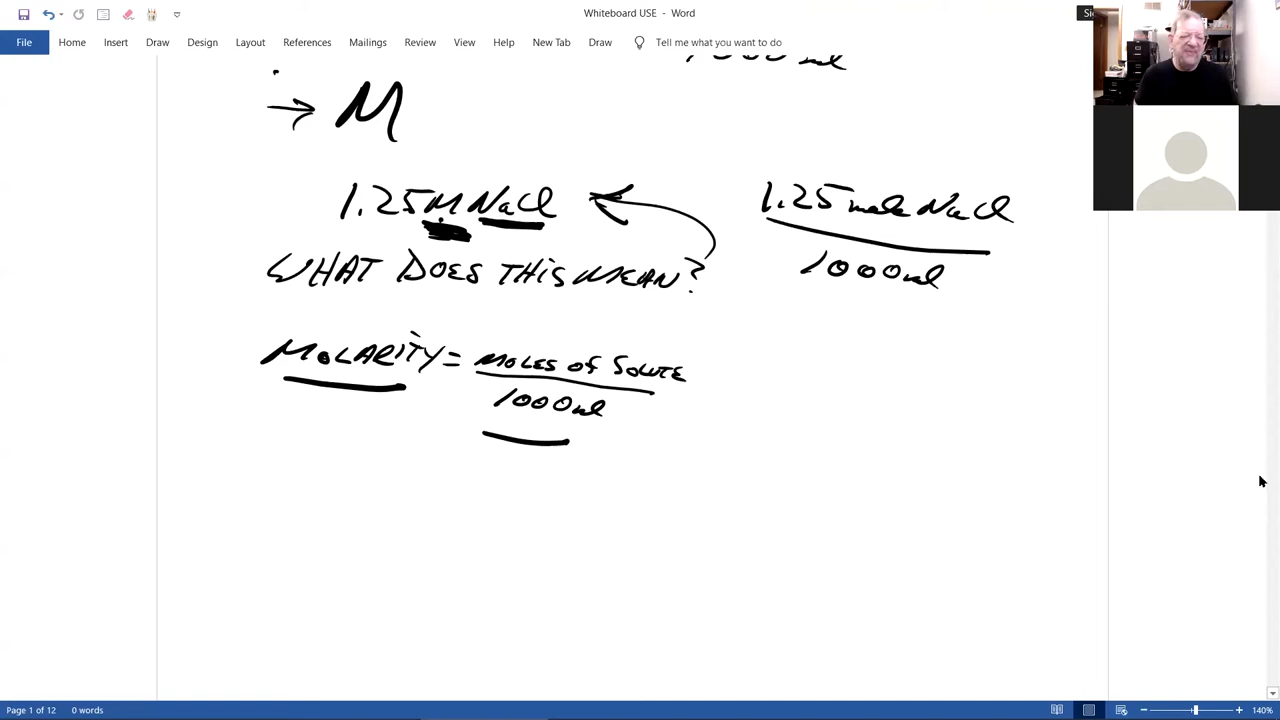 Whiteboard USE - Word
File Home Insert Draw Design Layout References Mailings Review View Help New Tab Draw Tell me what you want to do
1000 ml
→ M
1.25 M NaCl
1.25 mole NaCl
1000 ml
WHAT DOES THIS MEAN?
MOLARITY = MOLES OF SOLUTE
1000 ml
Page 1 of 12 0 words
140%